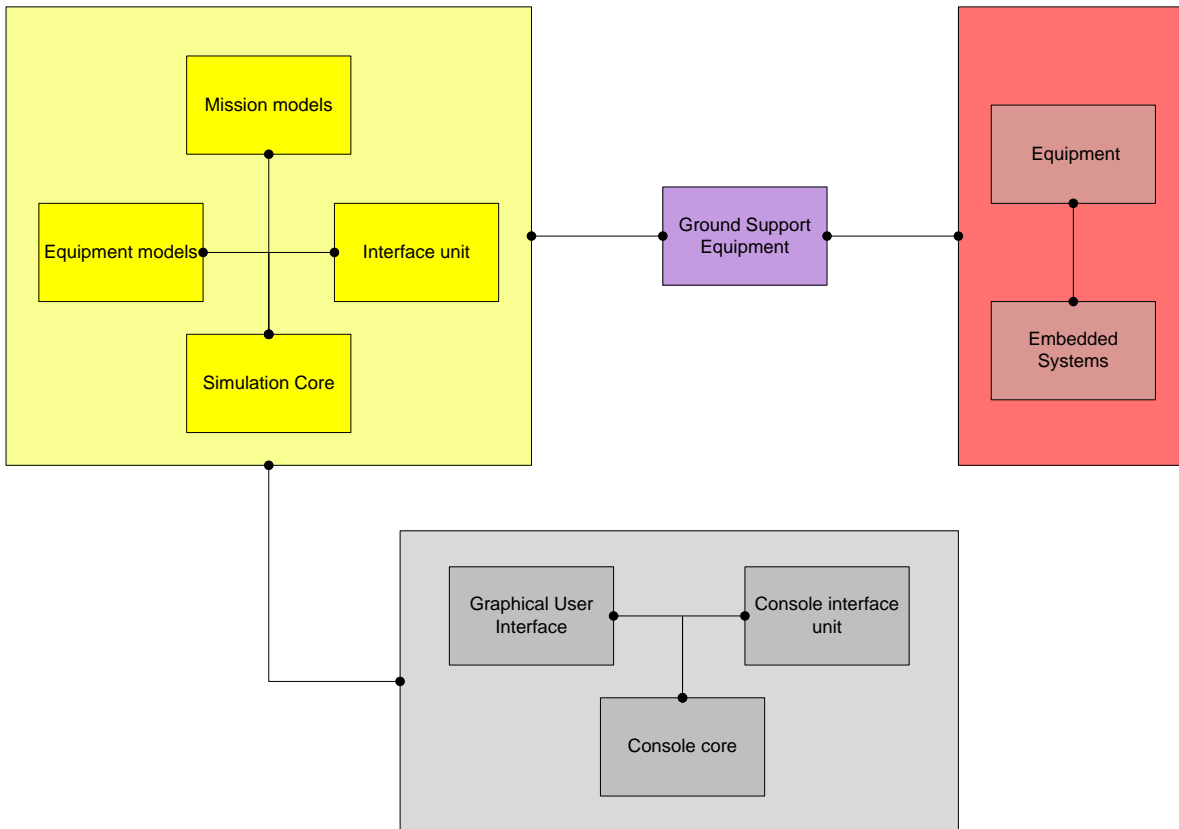 Mission models
Equipment models
Interface unit
Simulation Core
Ground Support
Equipment
Equipment
Embedded
Systems
Graphical User
Interface
Console interface
unit
Console core